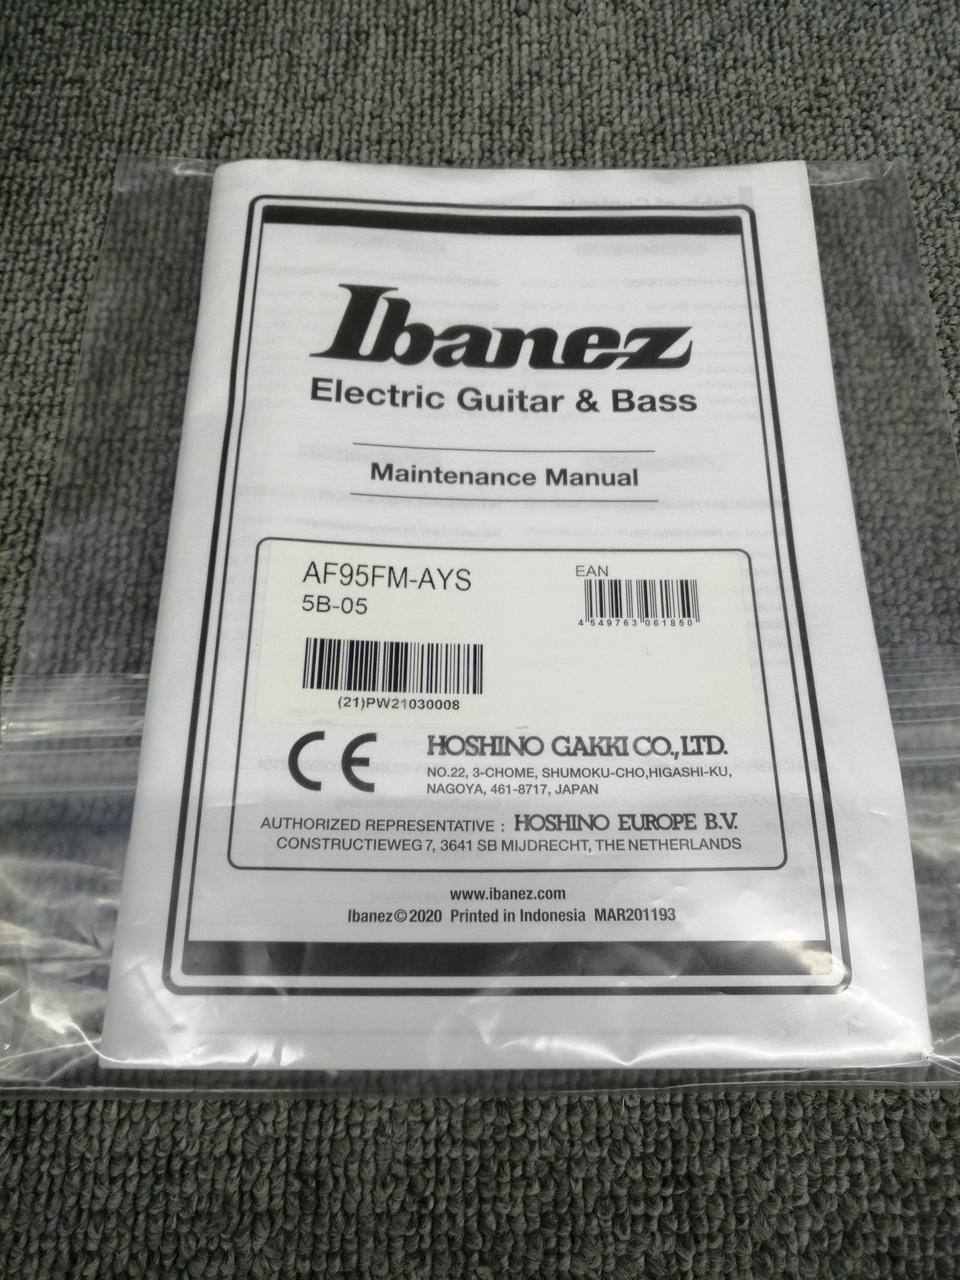 Ibanez
Electric Guitar & Bass
Maintenance Manual
AF95FM-AYS
5B-05
EAN
4 549763 061850
(21)PW21030008
CE
HOSHINO GAKKI CO.,LTD.
NO.22, 3-CHOME, SHUMOKU-CHO,HIGASHI-KU,
NAGOYA, 461-8717, JAPAN
AUTHORIZED REPRESENTATIVE : HOSHINO EUROPE B.V.
CONSTRUCTIEWEG 7, 3641 SB MIJDRECHT, THE NETHERLANDS
www.ibanez.com
Ibanez©2020 Printed in Indonesia MAR201193